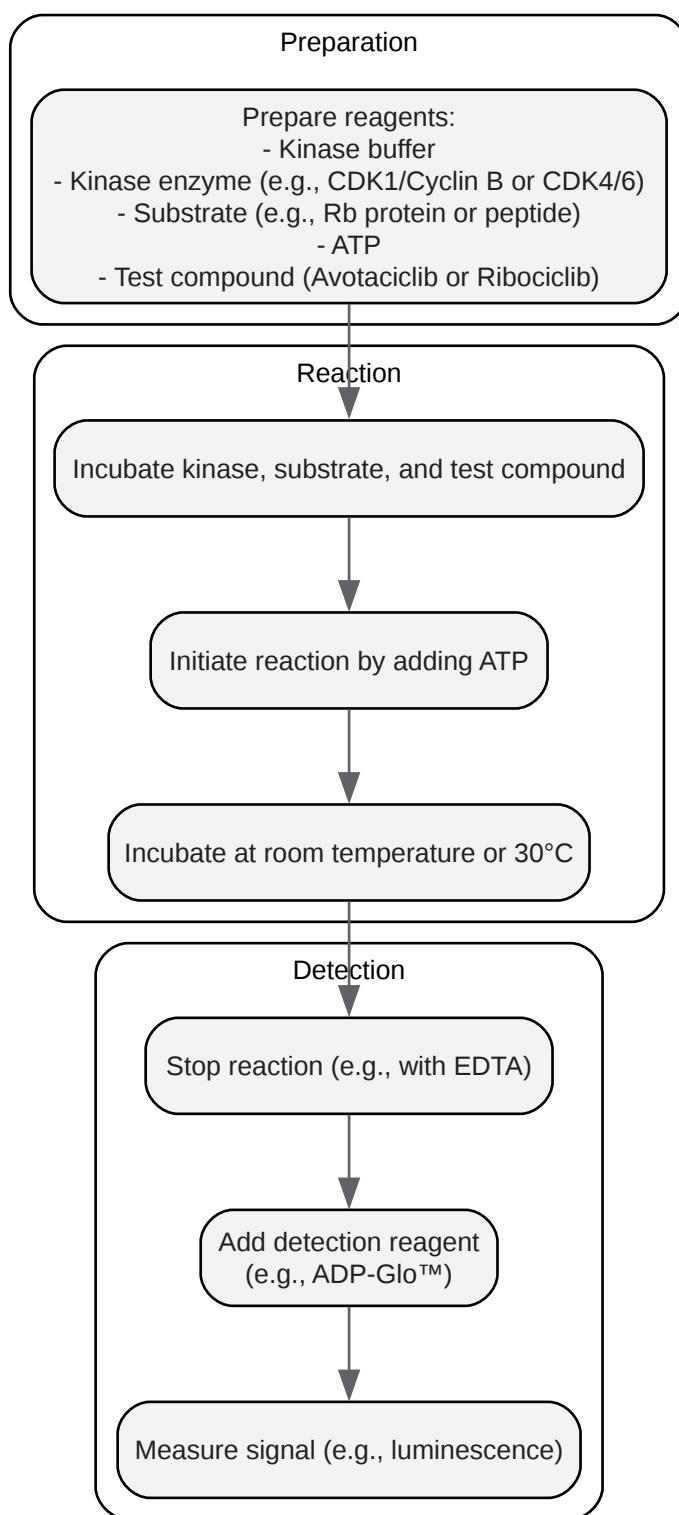 Preparation
Prepare reagents:
- Kinase buffer
- Kinase enzyme (e.g., CDK1/Cyclin B or CDK4/6)
- Substrate (e.g., Rb protein or peptide)
- ATP
- Test compound (Avotaciclib or Ribociclib)
Reaction
Incubate kinase, substrate, and test compound
Initiate reaction by adding ATP
Incubate at room temperature or 30°C
Detection
Stop reaction (e.g., with EDTA)
Add detection reagent
(e.g., ADP-Glo™)
Measure signal (e.g., luminescence)